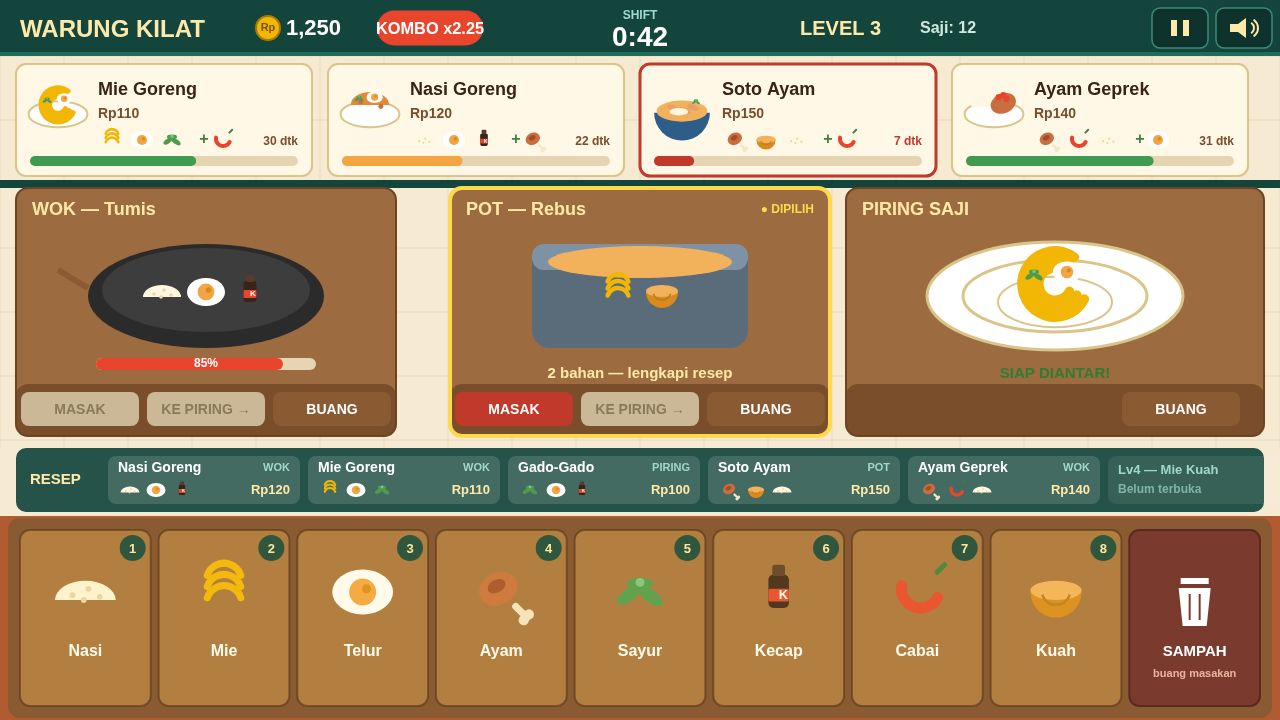 WARUNG KILAT
Rp 1,250
KOMBO x2.25
SHIFT
0:42
LEVEL 3
Saji: 12
Mie Goreng
Rp110
+
30 dtk
Nasi Goreng
Rp120
K
+
22 dtk
Soto Ayam
Rp150
+
7 dtk
Ayam Geprek
Rp140
+
31 dtk
WOK — Tumis
K
85%
MASAK
KE PIRING →
BUANG
POT — Rebus
● DIPILIH
2 bahan — lengkapi resep
MASAK
KE PIRING →
BUANG
PIRING SAJI
SIAP DIANTAR!
BUANG
RESEP
Nasi Goreng WOK
K
Rp120
Mie Goreng WOK
Rp110
Gado-Gado PIRING
K
Rp100
Soto Ayam POT
Rp150
Ayam Geprek WOK
Rp140
Lv4 — Mie Kuah
Belum terbuka
1
Nasi
2
Mie
3
Telur
4
Ayam
5
Sayur
6
K
Kecap
7
Cabai
8
Kuah
SAMPAH
buang masakan